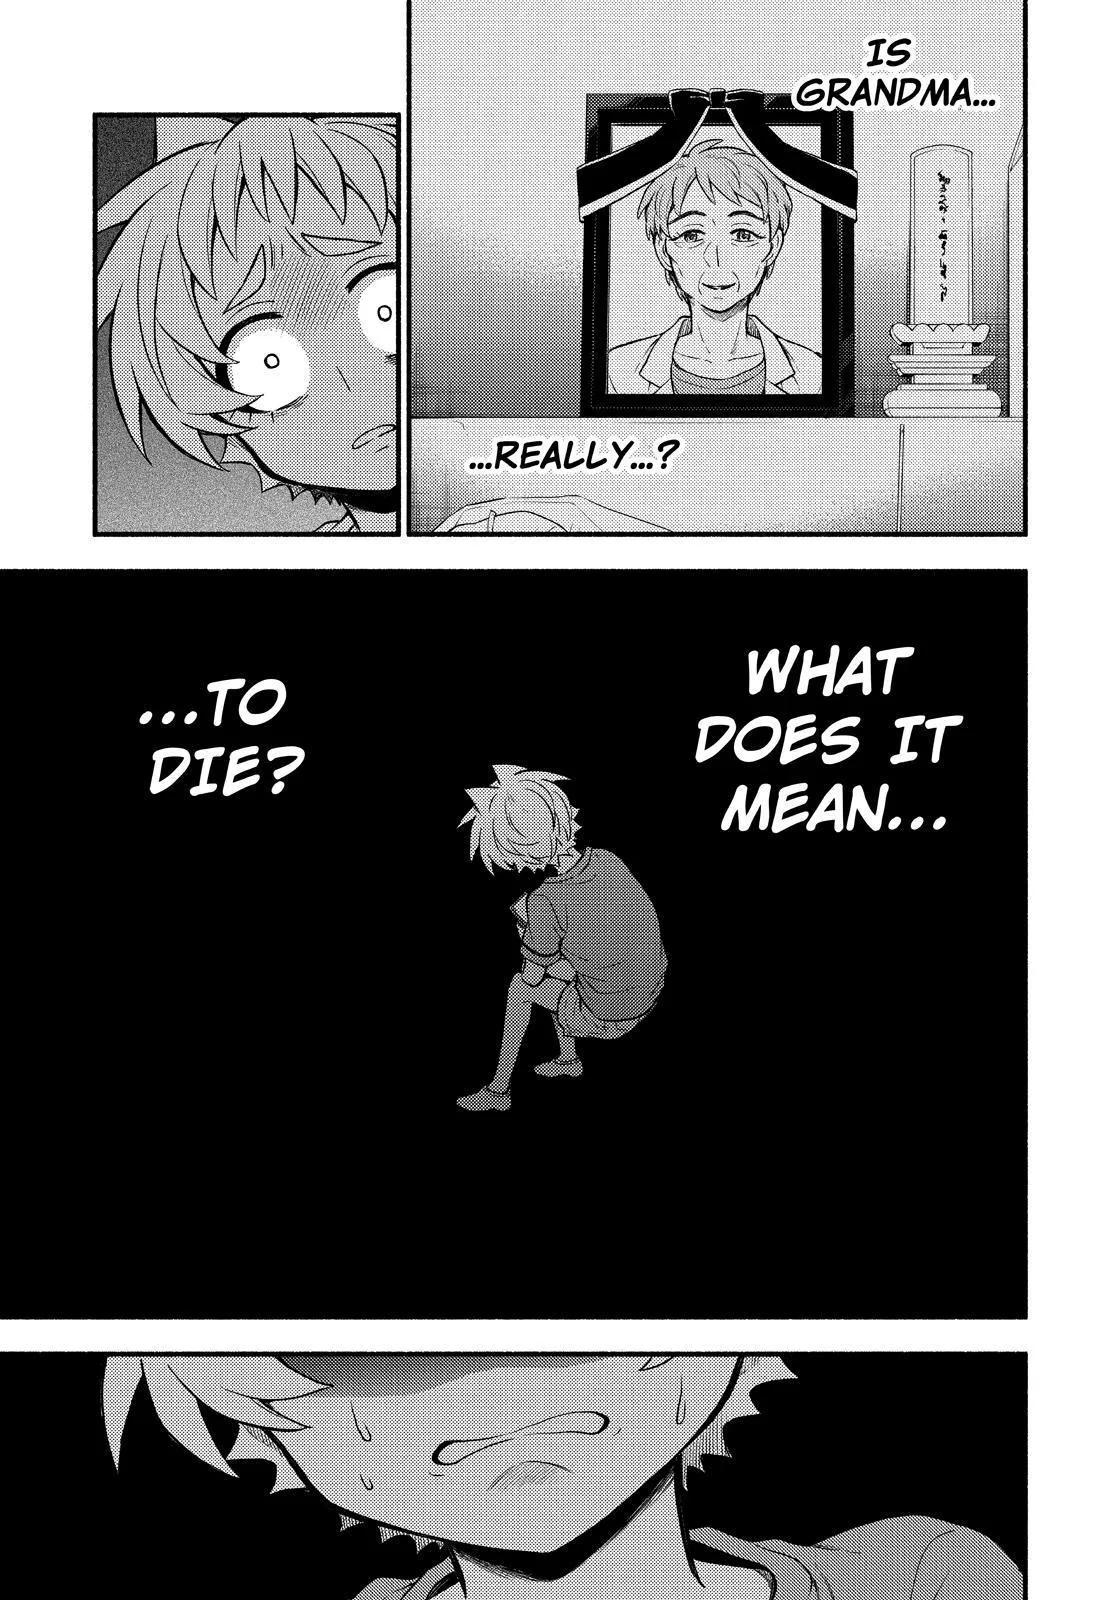 IS
GRANDMA...
...REALLY...?
WHAT
DOES IT
MEAN...
...TO
DIE?